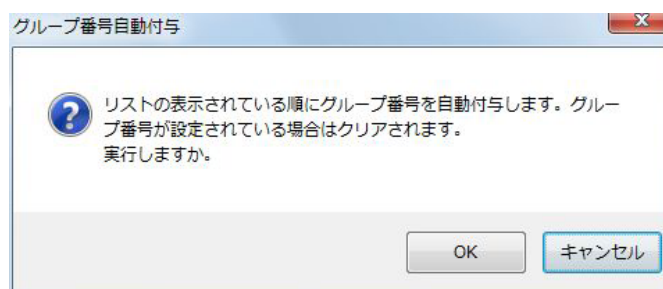 グループ番号自動付与
リストの表示されている順にグループ番号を自動付与します。グルー
プ番号が設定されている場合はクリアされます。
実行しますか。
OK
キャンセル